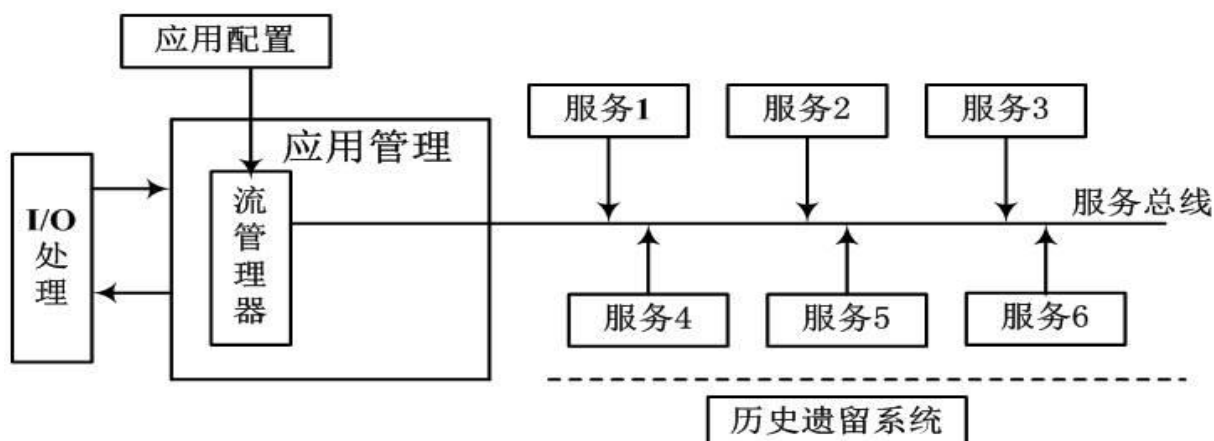 应用配置
服务1
服务2
服务3
应用管理
I/O
处
理
流
管
理
器
服务总线
服务4
服务5
服务6
历史遗留系统